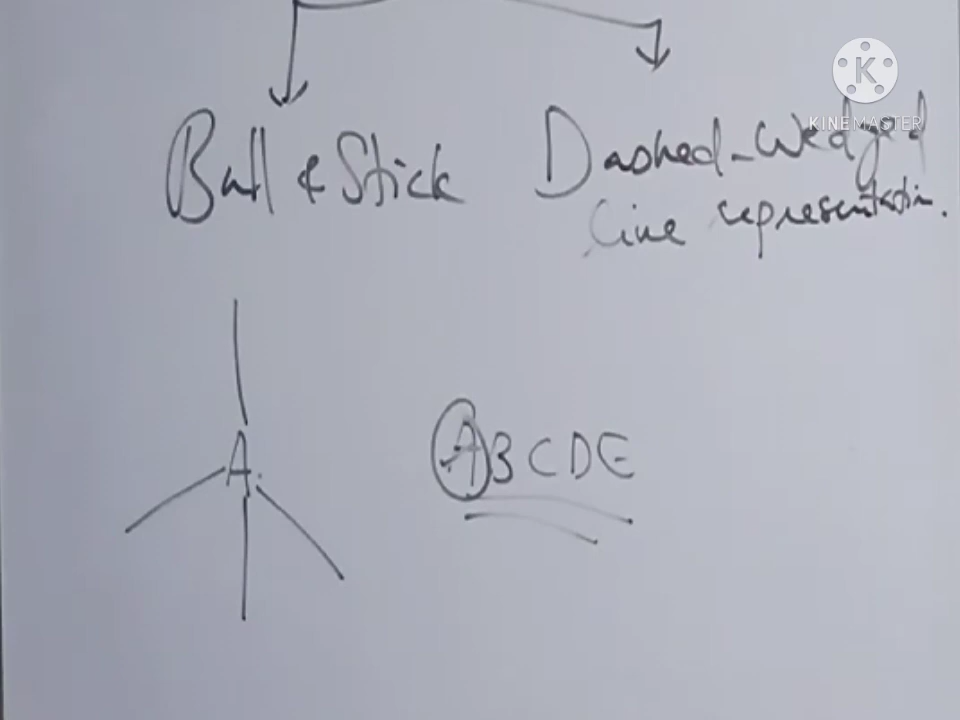 K
KINEMASTER
Ball & Stick Dashed-Wedged
line representation.
A.
ABCDE